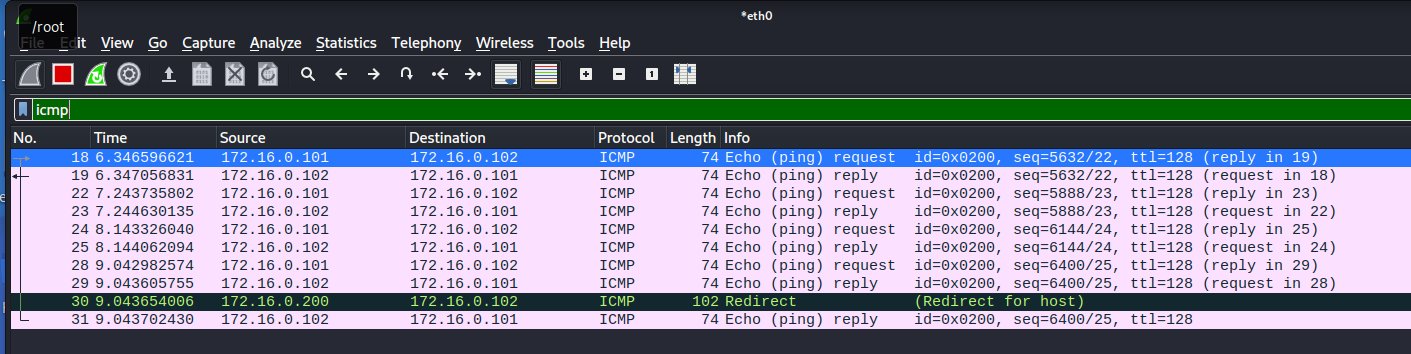 *eth0
/root
File Edit View Go Capture Analyze Statistics Telephony Wireless Tools Help
icmp
No. Time Source Destination Protocol Length Info
18 6.346596621 172.16.0.101 172.16.0.102 ICMP 74 Echo (ping) request id=0x0200, seq=5632/22, ttl=128 (reply in 19)
19 6.347056831 172.16.0.102 172.16.0.101 ICMP 74 Echo (ping) reply id=0x0200, seq=5632/22, ttl=128 (request in 18)
22 7.243735802 172.16.0.101 172.16.0.102 ICMP 74 Echo (ping) request id=0x0200, seq=5888/23, ttl=128 (reply in 23)
23 7.244630135 172.16.0.102 172.16.0.101 ICMP 74 Echo (ping) reply id=0x0200, seq=5888/23, ttl=128 (request in 22)
24 8.143326040 172.16.0.101 172.16.0.102 ICMP 74 Echo (ping) request id=0x0200, seq=6144/24, ttl=128 (reply in 25)
25 8.144062094 172.16.0.102 172.16.0.101 ICMP 74 Echo (ping) reply id=0x0200, seq=6144/24, ttl=128 (request in 24)
28 9.042982574 172.16.0.101 172.16.0.102 ICMP 74 Echo (ping) request id=0x0200, seq=6400/25, ttl=128 (reply in 29)
29 9.043605755 172.16.0.102 172.16.0.101 ICMP 74 Echo (ping) reply id=0x0200, seq=6400/25, ttl=128 (request in 28)
30 9.043654006 172.16.0.200 172.16.0.102 ICMP 102 Redirect (Redirect for host)
31 9.043702430 172.16.0.102 172.16.0.101 ICMP 74 Echo (ping) reply id=0x0200, seq=6400/25, ttl=128